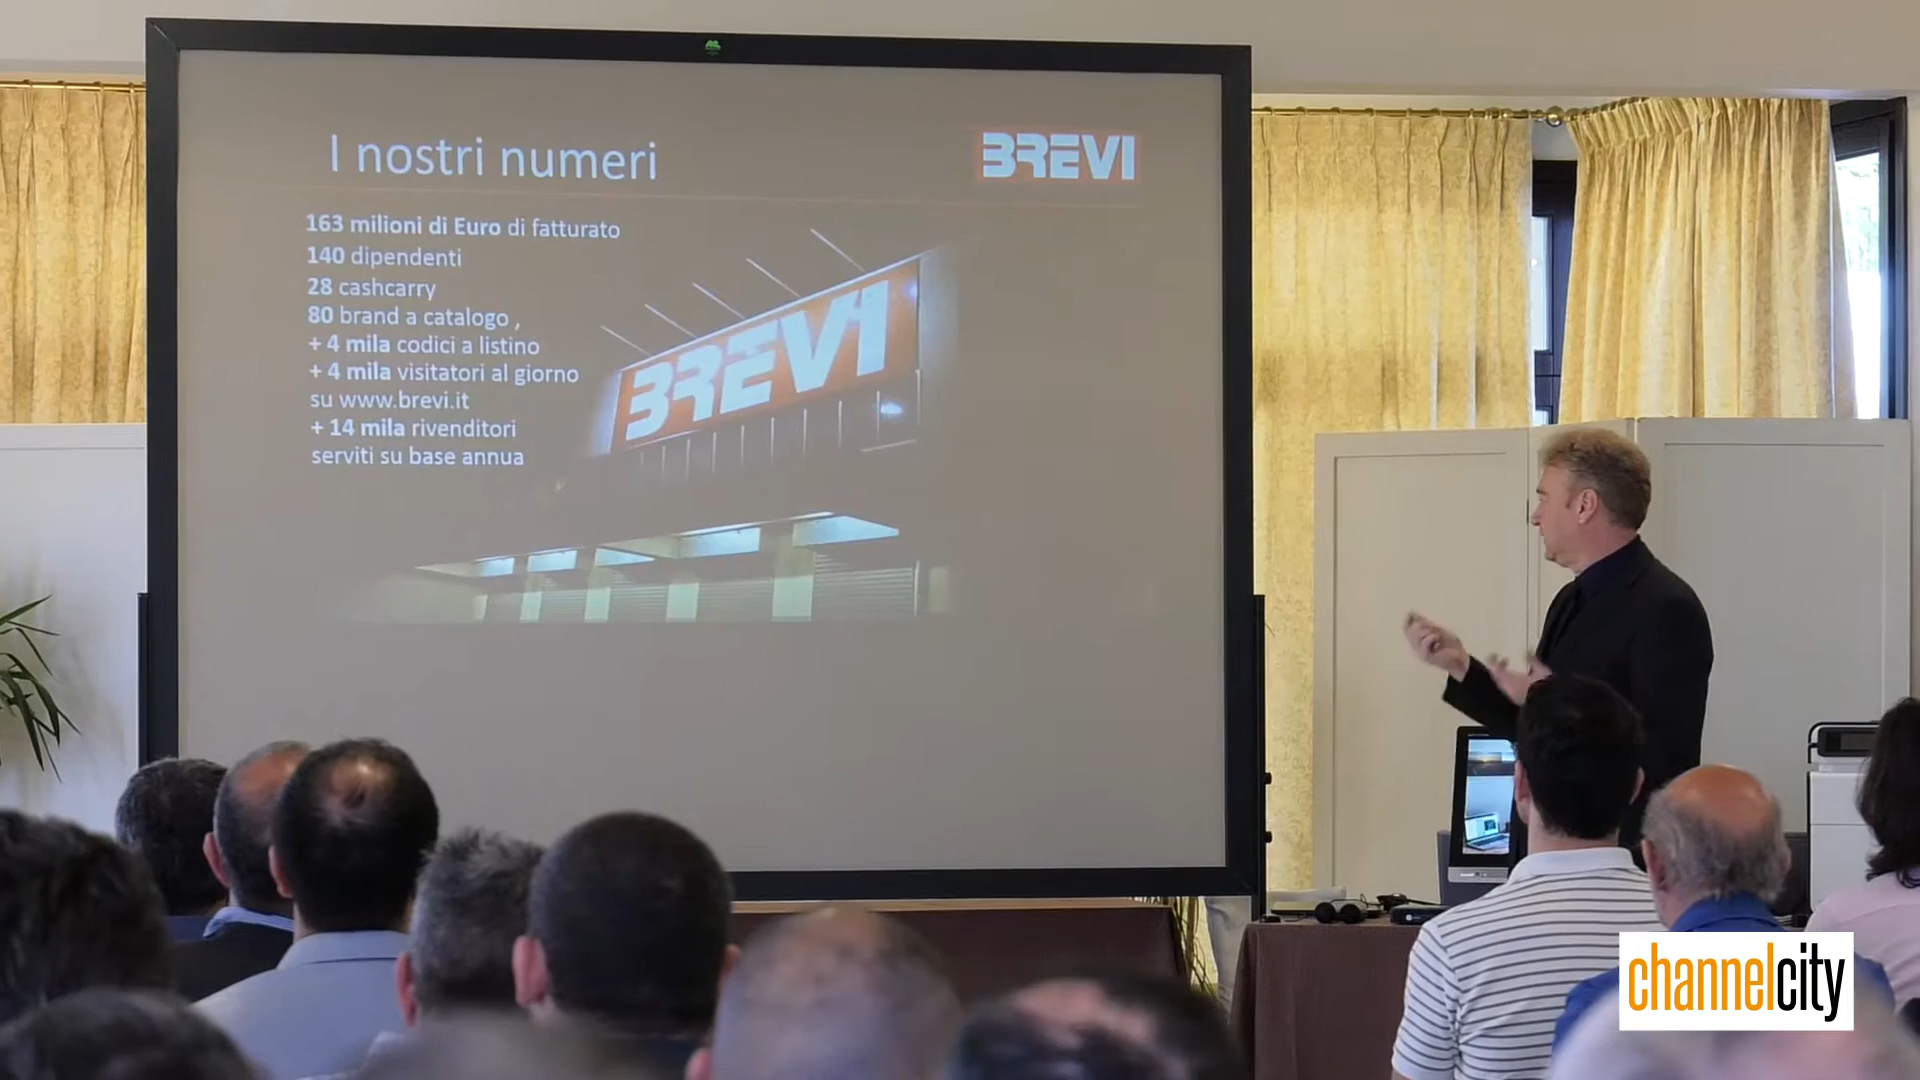 I nostri numeri
BREVI
163 milioni di Euro di fatturato
140 dipendenti
28 cashcarry
80 brand a catalogo ,
+ 4 mila codici a listino
+ 4 mila visitatori al giorno
su www.brevi.it
+ 14 mila rivenditori
serviti su base annua
BREVI
channelcity